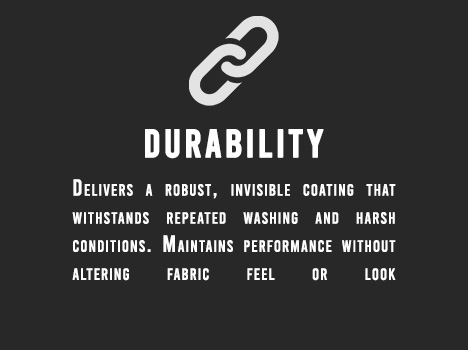 DURABILITY
Delivers a robust, invisible coating that
withstands repeated washing and harsh
conditions. Maintains performance without
altering fabric feel or look